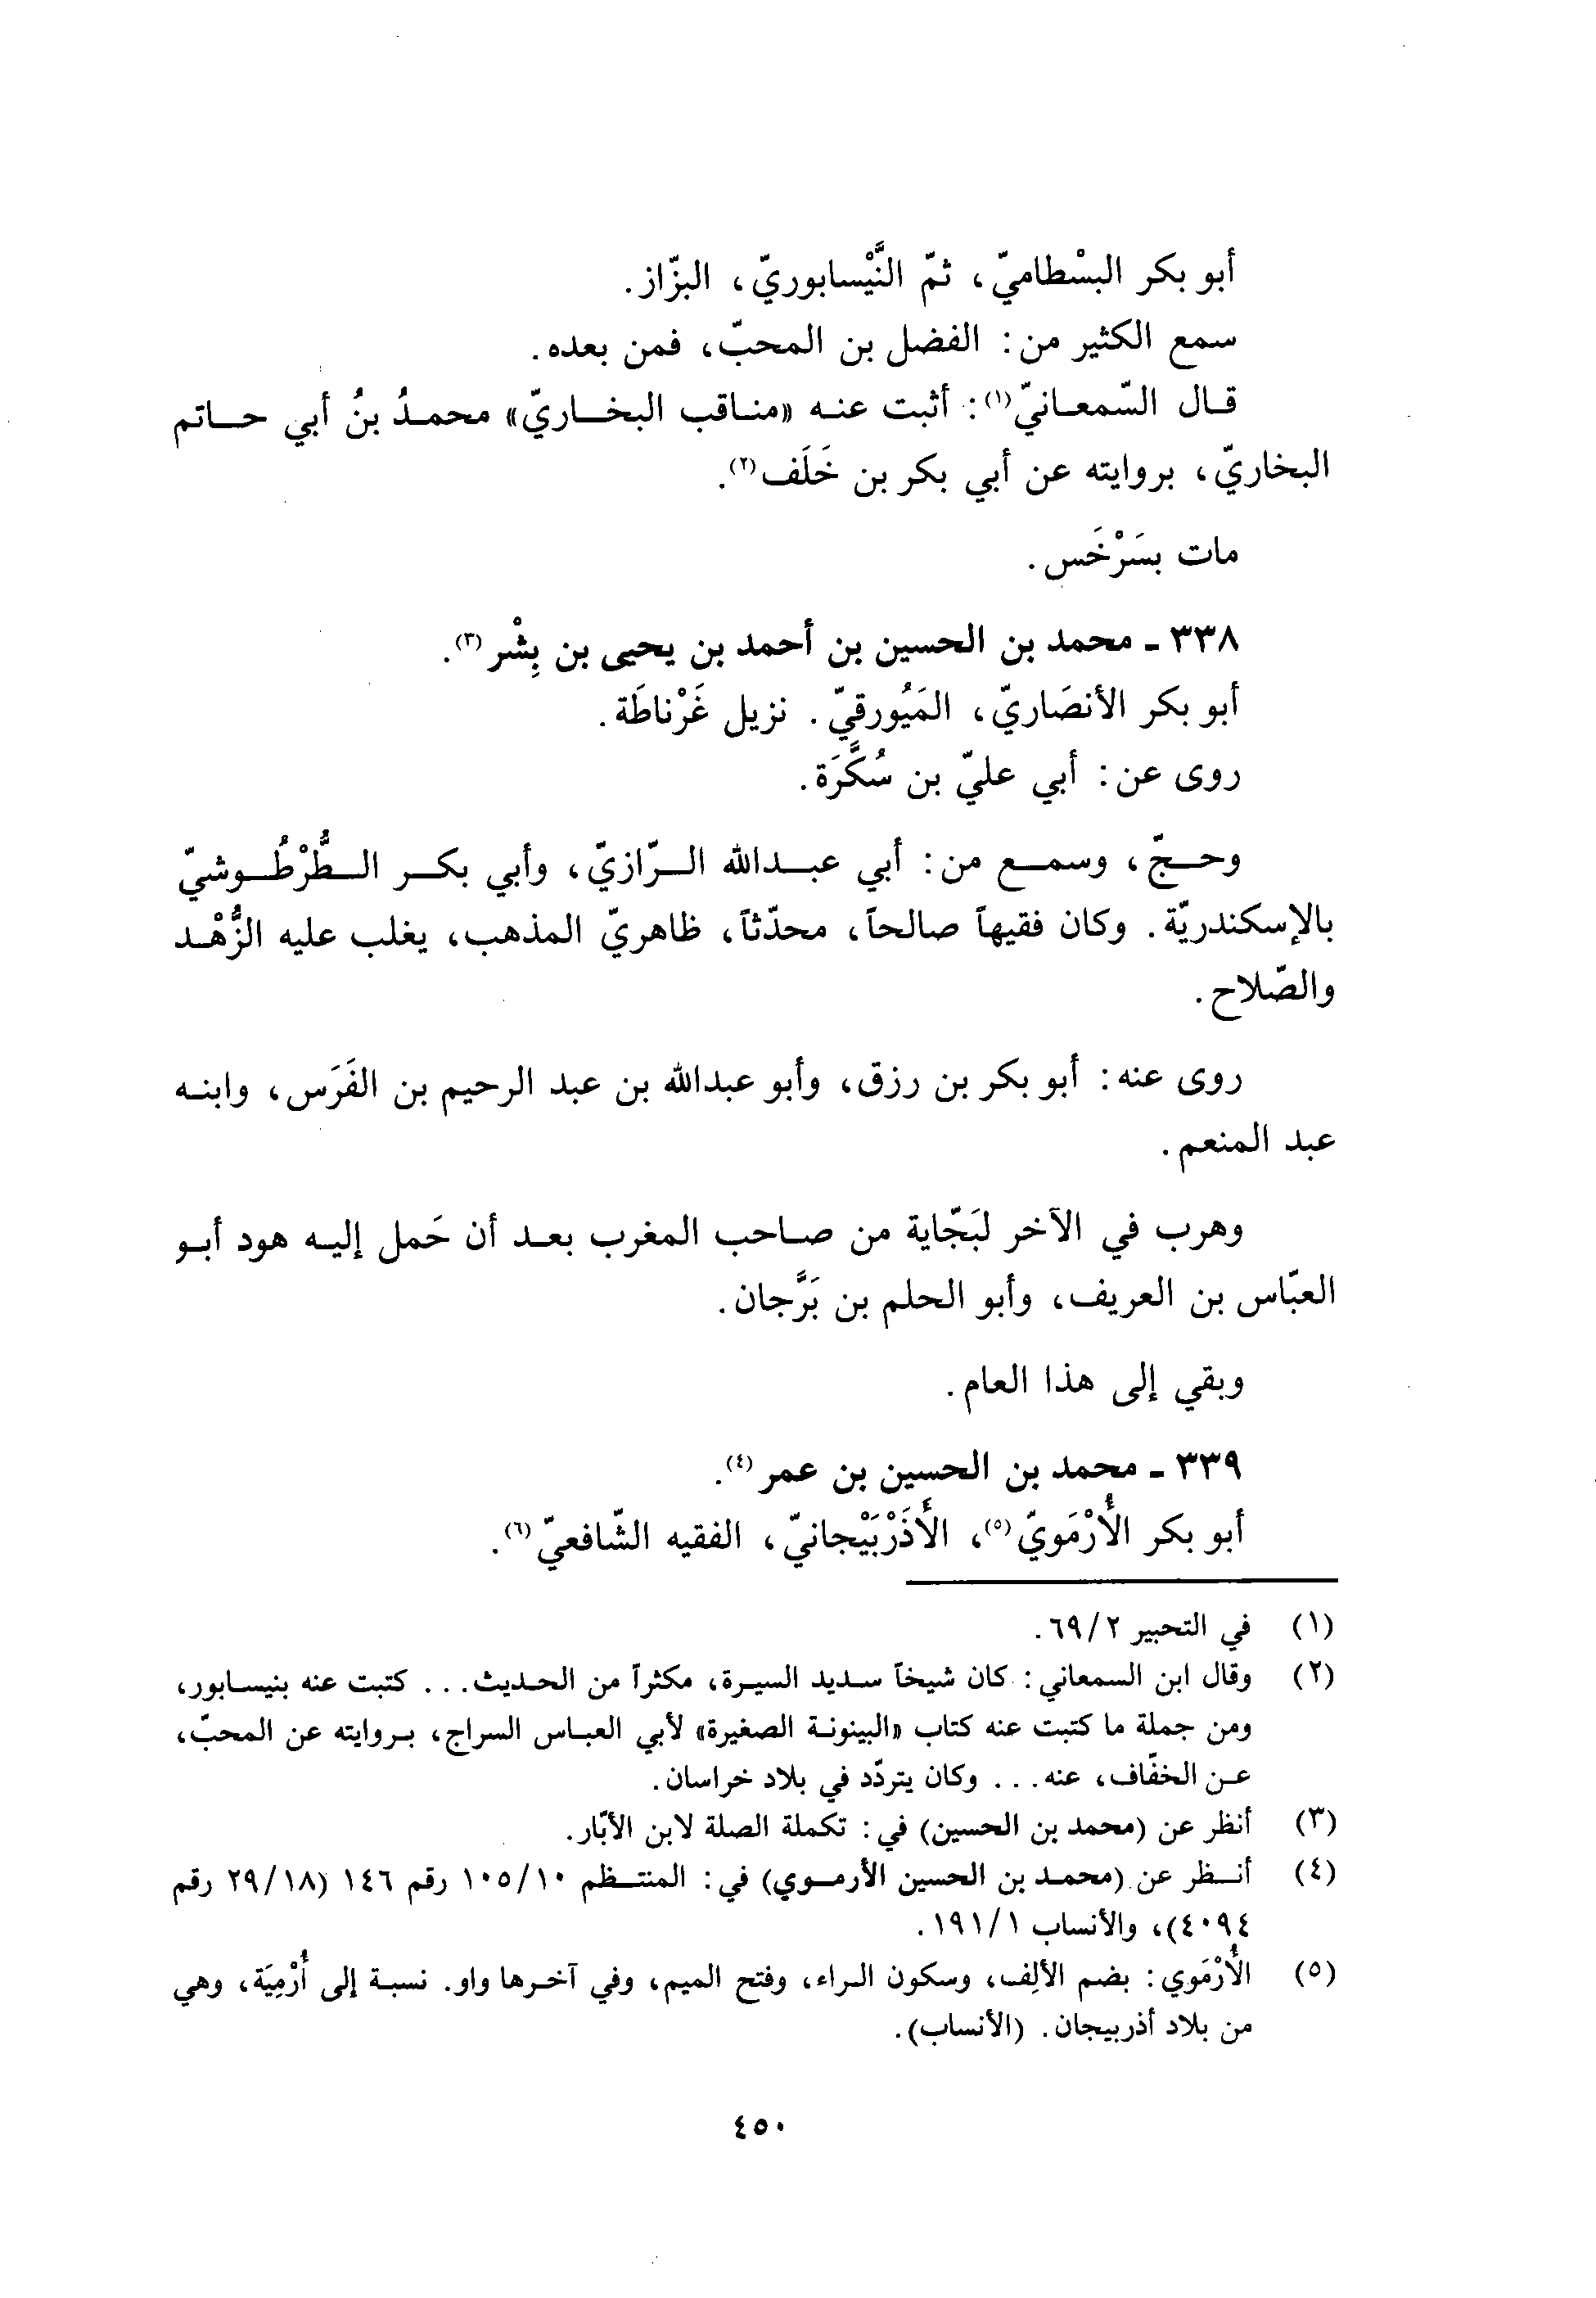 أبو بكر البسْطاميّ، ثمّ النَّيْسابوريّ، البزّاز.
سمع الكثير من: الفضل بن المحبّ، فمن بعده.
قال السّمعانيّ(١): أثبت عنه «مناقب البخاريّ» محمدُ بنُ أبي حاتم
البخاريّ، بروايته عن أبي بكر بن خَلَف(٢).
مات بسَرْخَس.
٣٣٨ - محمد بن الحسين بن أحمد بن يحيى بن بِشْر(٣).
أبو بكر الأنصَاريّ، المَيُورقيّ. نزيل غَرْناطَة.
روى عن: أبي عليّ بن سُكَّرَة.
وحجّ، وسمع من: أبي عبدالله الرّازيّ، وأبي بكر الطُّرْطُوشيّ
بالإسكندريّة. وكان فقيهاً صالحاً، محدّثاً، ظاهريّ المذهب، يغلب عليه الزُّهْد
والصّلاح.
روى عنه: أبو بكر بن رزق، وأبو عبدالله بن عبد الرحيم بن الفَرَس، وابنه
عبد المنعم.
وهرب في الآخر لبَجّاية من صاحب المغرب بعد أن حَمل إليه هود أبو
العبّاس بن العريف، وأبو الحلم بن بَرَّجان.
وبقي إلى هذا العام.
٣٣٩ - محمد بن الحسين بن عمر(٤).
أبو بكر الأُرْمَويّ(٥)، الأَذَرْبَيْجانيّ، الفقيه الشّافعيّ(٦).
(١) في التحبير ٦٩/٢.
(٢) وقال ابن السمعاني: كان شيخاً سديد السيرة، مكثراً من الحديث... كتبت عنه بنيسابور،
ومن جملة ما كتبت عنه كتاب «البينونة الصغيرة» لأبي العباس السراج، بروايته عن المحبّ،
عن الخفّاف، عنه... وكان يتردّد في بلاد خراسان.
(٣) أنظر عن (محمد بن الحسين) في: تكملة الصلة لابن الأبّار.
(٤) أنظر عن (محمد بن الحسين الأرموي) في: المنتظم ١٠٥/١٠ رقم ١٤٦ (٢٩/١٨ رقم
٤٠٩٤)، والأنساب ١٩١/١.
(٥) الأُرْمَوي: بضم الألِف، وسكون الراء، وفتح الميم، وفي آخرها واو. نسبة إلى أُرْمِيَة، وهي
من بلاد أذربيجان. (الأنساب).
٤٥٠